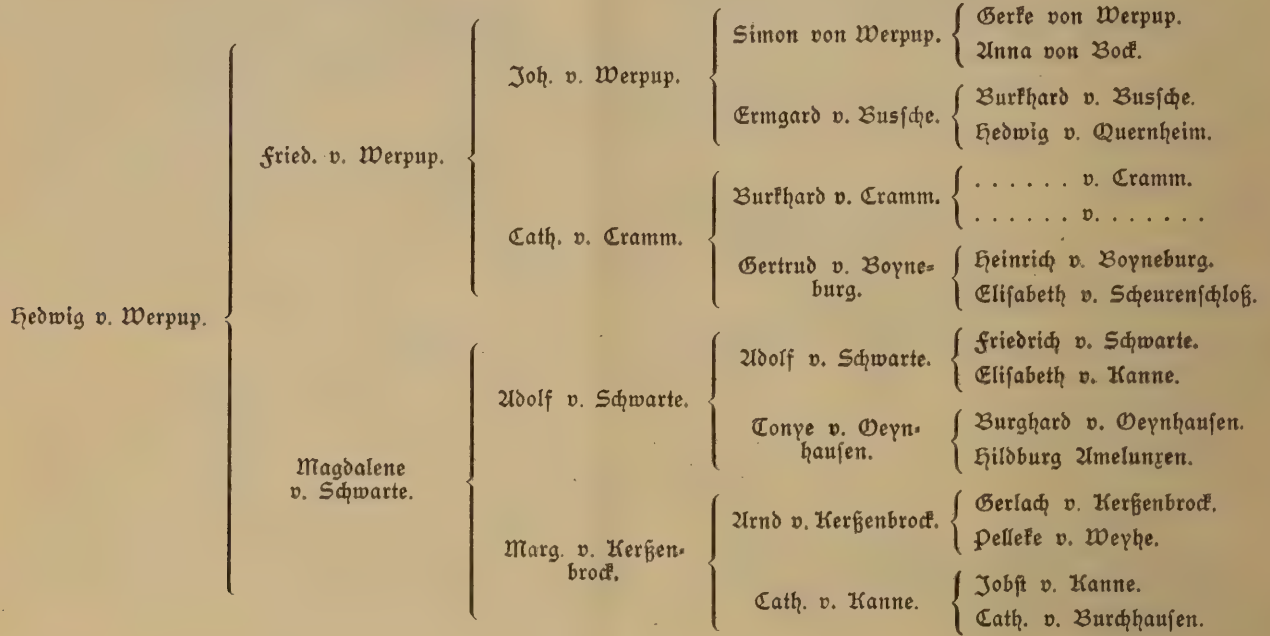 Hedwig v. Werpup.
Fried. v. Werpup.
Magdalene
v. Schwarte.
Joh. v. Werpup.
Cath. v. Cramm.
Adolf v. Schwarte.
Marg. v. Kerßen-
brock.
Simon von Werpup.
Ermgard v. Bussche.
Burkhard v. Cramm.
Gertrud v. Boyne-
burg.
Adolf v. Schwarte.
Tonye v. Oeyn-
hausen.
Arnd v. Kerßenbrock.
Cath. v. Kanne.
Gerke von Werpup.
Anna von Bock.
Burkhard v. Bussche.
Hedwig v. Quernheim.
. . . . . . v. Cramm.
. . . . . . v. . . . . . .
Heinrich v. Boyneburg.
Elisabeth v. Scheurenschloß.
Friedrich v. Schwarte.
Elisabeth v. Kanne.
Burghard v. Oeynhausen.
Hildburg Amelunxen.
Gerlach v. Kerßenbrock.
Pelleke v. Weyhe.
Jobst v. Kanne.
Cath. v. Burchhausen.